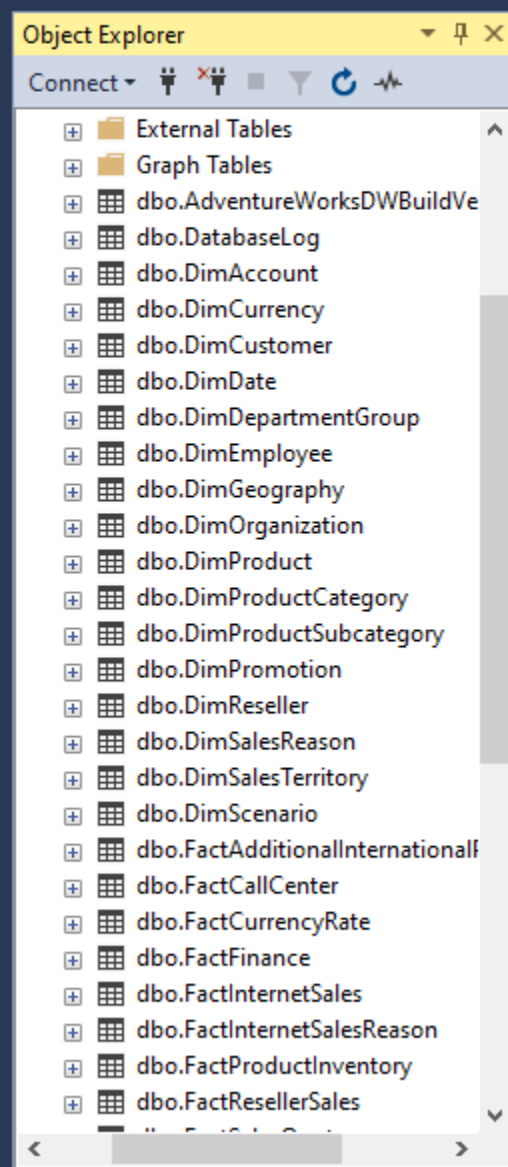 Object Explorer
Connect
External Tables
Graph Tables
dbo.AdventureWorksDWBuildVe
dbo.DatabaseLog
dbo.DimAccount
dbo.DimCurrency
dbo.DimCustomer
dbo.DimDate
dbo.DimDepartmentGroup
dbo.DimEmployee
dbo.DimGeography
dbo.DimOrganization
dbo.DimProduct
dbo.DimProductCategory
dbo.DimProductSubcategory
dbo.DimPromotion
dbo.DimReseller
dbo.DimSalesReason
dbo.DimSalesTerritory
dbo.DimScenario
dbo.FactAdditionalInternational
dbo.FactCallCenter
dbo.FactCurrencyRate
dbo.FactFinance
dbo.FactInternetSales
dbo.FactInternetSalesReason
dbo.FactProductInventory
dbo.FactResellerSales